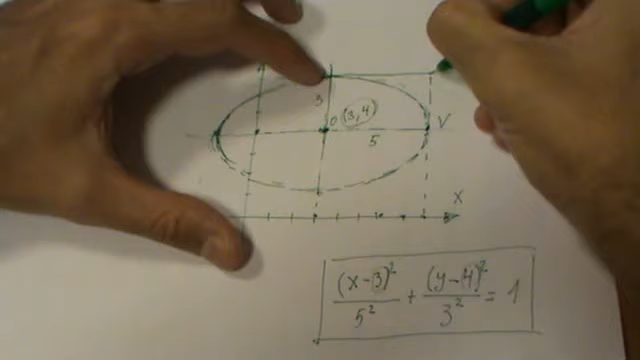 3
O (3,4)
V
5
X
(x-3)² / 5² + (y-4)² / 3² = 1